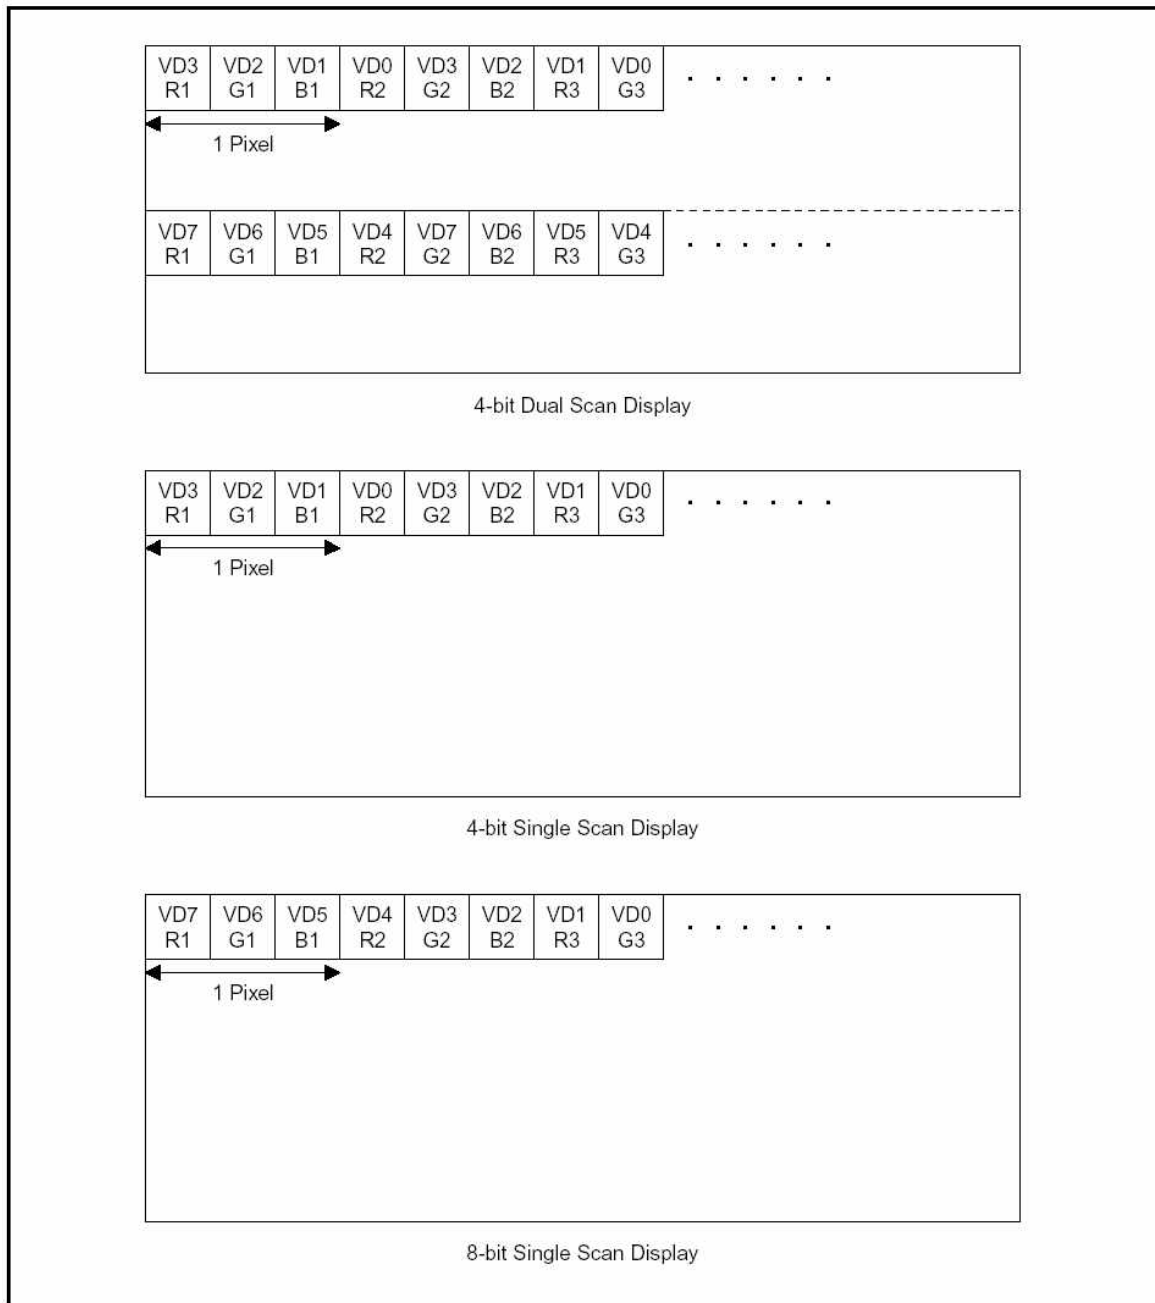 VD3 VD2 VD1 VD0 VD3 VD2 VD1 VD0
R1 G1 B1 R2 G2 B2 R3 G3 . . . . . .
1 Pixel
VD7 VD6 VD5 VD4 VD7 VD6 VD5 VD4
R1 G1 B1 R2 G2 B2 R3 G3 . . . . . .
4-bit Dual Scan Display
VD3 VD2 VD1 VD0 VD3 VD2 VD1 VD0
R1 G1 B1 R2 G2 B2 R3 G3 . . . . . .
1 Pixel
4-bit Single Scan Display
VD7 VD6 VD5 VD4 VD3 VD2 VD1 VD0
R1 G1 B1 R2 G2 B2 R3 G3 . . . . . .
1 Pixel
8-bit Single Scan Display